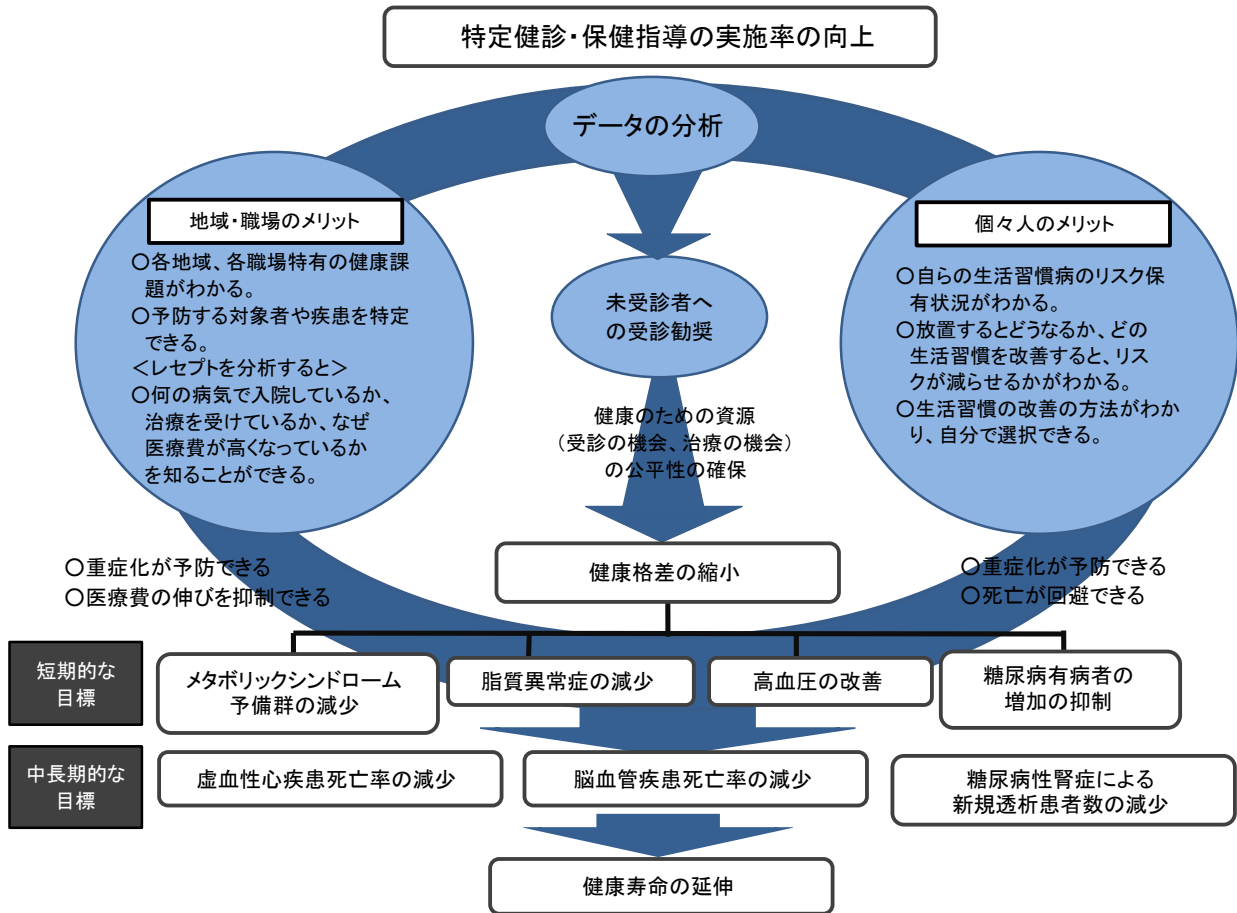 特定健診・保健指導の実施率の向上
データの分析
地域・職場のメリット
○各地域、各職場特有の健康課
題がわかる。
○予防する対象者や疾患を特定
できる。
＜レセプトを分析すると＞
○何の病気で入院しているか、
治療を受けているか、なぜ
医療費が高くなっているか
を知ることができる。
未受診者へ
の受診勧奨
個々人のメリット
○自らの生活習慣病のリスク保
有状況がわかる。
○放置するとどうなるか、どの
生活習慣を改善すると、リス
クが減らせるかがわかる。
○生活習慣の改善の方法がわか
り、自分で選択できる。
健康のための資源
（受診の機会、治療の機会）
の公平性の確保
○重症化が予防できる
○医療費の伸びを抑制できる
健康格差の縮小
○重症化が予防できる
○死亡が回避できる
短期的な
目標
メタボリックシンドローム
予備群の減少
脂質異常症の減少
高血圧の改善
糖尿病有病者の
増加の抑制
中長期的な
目標
虚血性心疾患死亡率の減少
脳血管疾患死亡率の減少
糖尿病性腎症による
新規透析患者数の減少
健康寿命の延伸